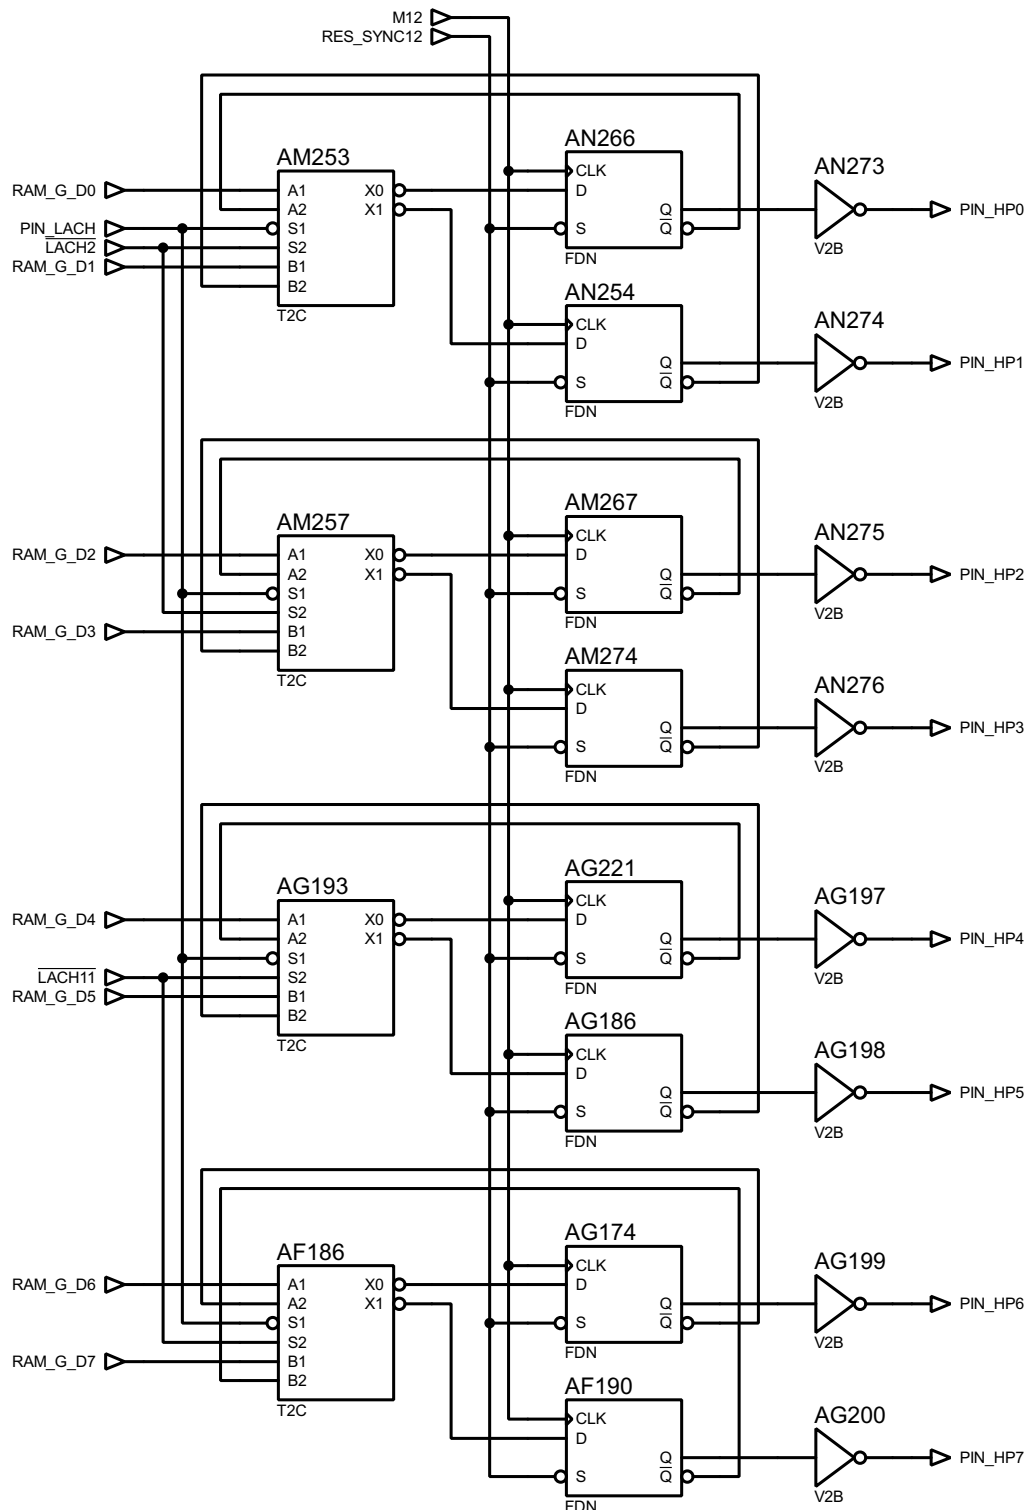 M12
RES_SYNC12
AM253
AN266
AN273
RAM_G_D0
A1
X0
CLK
D
A2
X1
Q
PIN_HP0
PIN_LACH
S1
S
Q
LACH2
S2
V2B
RAM_G_D1
B1
FDN
B2
T2C
AN254
AN274
CLK
D
Q
PIN_HP1
S
Q
V2B
FDN
AM257
AM267
AN275
RAM_G_D2
A1
X0
CLK
D
A2
X1
Q
PIN_HP2
S1
S
Q
S2
V2B
RAM_G_D3
B1
FDN
B2
T2C
AM274
AN276
CLK
D
Q
PIN_HP3
S
Q
V2B
FDN
AG193
AG221
AG197
RAM_G_D4
A1
X0
CLK
D
A2
X1
Q
PIN_HP4
S1
S
Q
LACH11
S2
V2B
RAM_G_D5
B1
FDN
B2
T2C
AG186
AG198
CLK
D
Q
PIN_HP5
S
Q
V2B
FDN
AF186
AG174
AG199
RAM_G_D6
A1
X0
CLK
D
A2
X1
Q
PIN_HP6
S1
S
Q
S2
V2B
RAM_G_D7
B1
FDN
B2
T2C
AF190
AG200
CLK
D
Q
PIN_HP7
S
Q
V2B
FDN